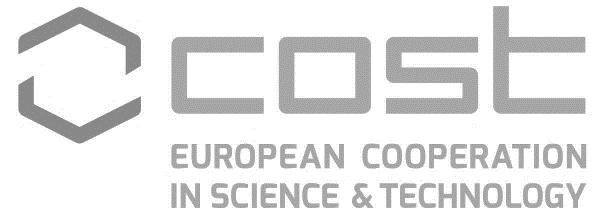 cost
EUROPEAN COOPERATION
IN SCIENCE & TECHNOLOGY